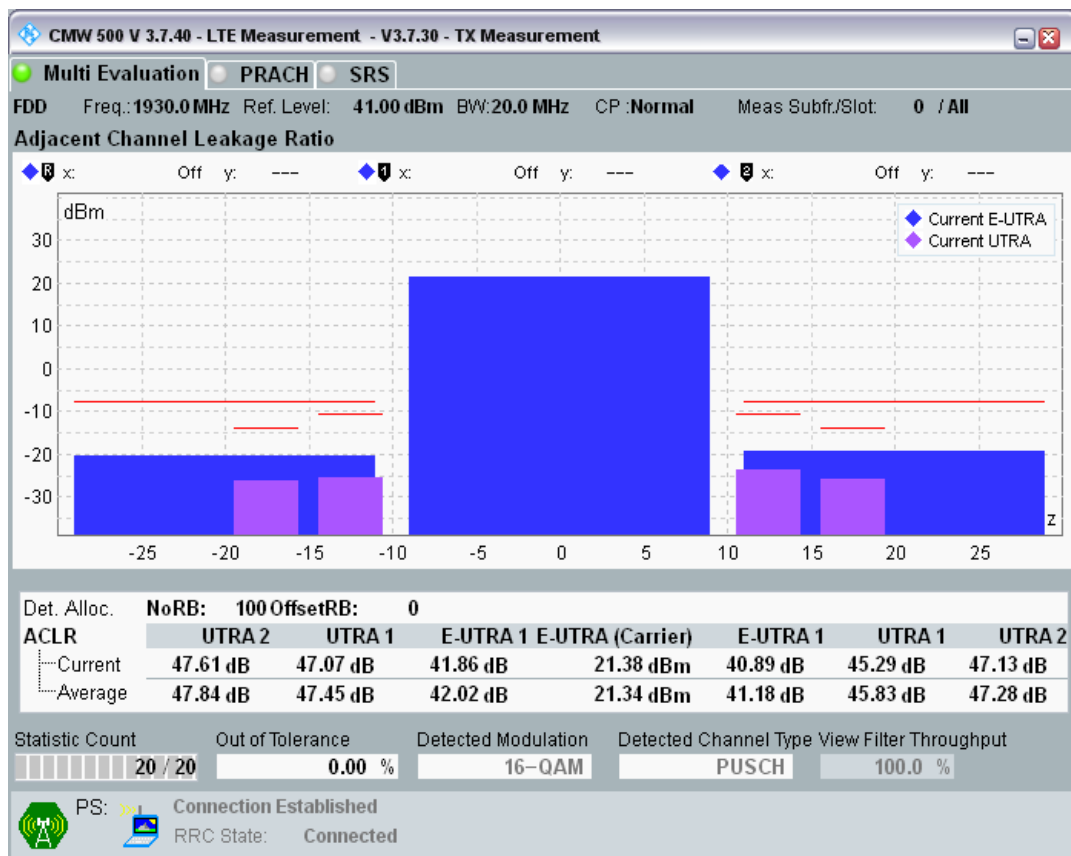 CMW 500 V 3.7.40 - LTE Measurement - V3.7.30 - TX Measurement
Multi Evaluation PRACH SRS
FDD Freq.:1930.0 MHz Ref. Level: 41.00 dBm BW:20.0 MHz CP :Normal Meas Subfr./Slot: 0 / All
Adjacent Channel Leakage Ratio
R x: Off y: --- 1 x: Off y: --- 2 x: Off y: ---
dBm
Current E-UTRA
Current UTRA
30
20
10
0
-10
-20
-30
z
-25 -20 -15 -10 -5 0 5 10 15 20 25
Det. Alloc. NoRB: 100 OffsetRB: 0
ACLR UTRA 2 UTRA 1 E-UTRA 1 E-UTRA (Carrier) E-UTRA 1 UTRA 1 UTRA 2
Current 47.61 dB 47.07 dB 41.86 dB 21.38 dBm 40.89 dB 45.29 dB 47.13 dB
Average 47.84 dB 47.45 dB 42.02 dB 21.34 dBm 41.18 dB 45.83 dB 47.28 dB
Statistic Count Out of Tolerance Detected Modulation Detected Channel Type View Filter Throughput
20 / 20 0.00 % 16-QAM PUSCH 100.0 %
PS: Connection Established
RRC State: Connected